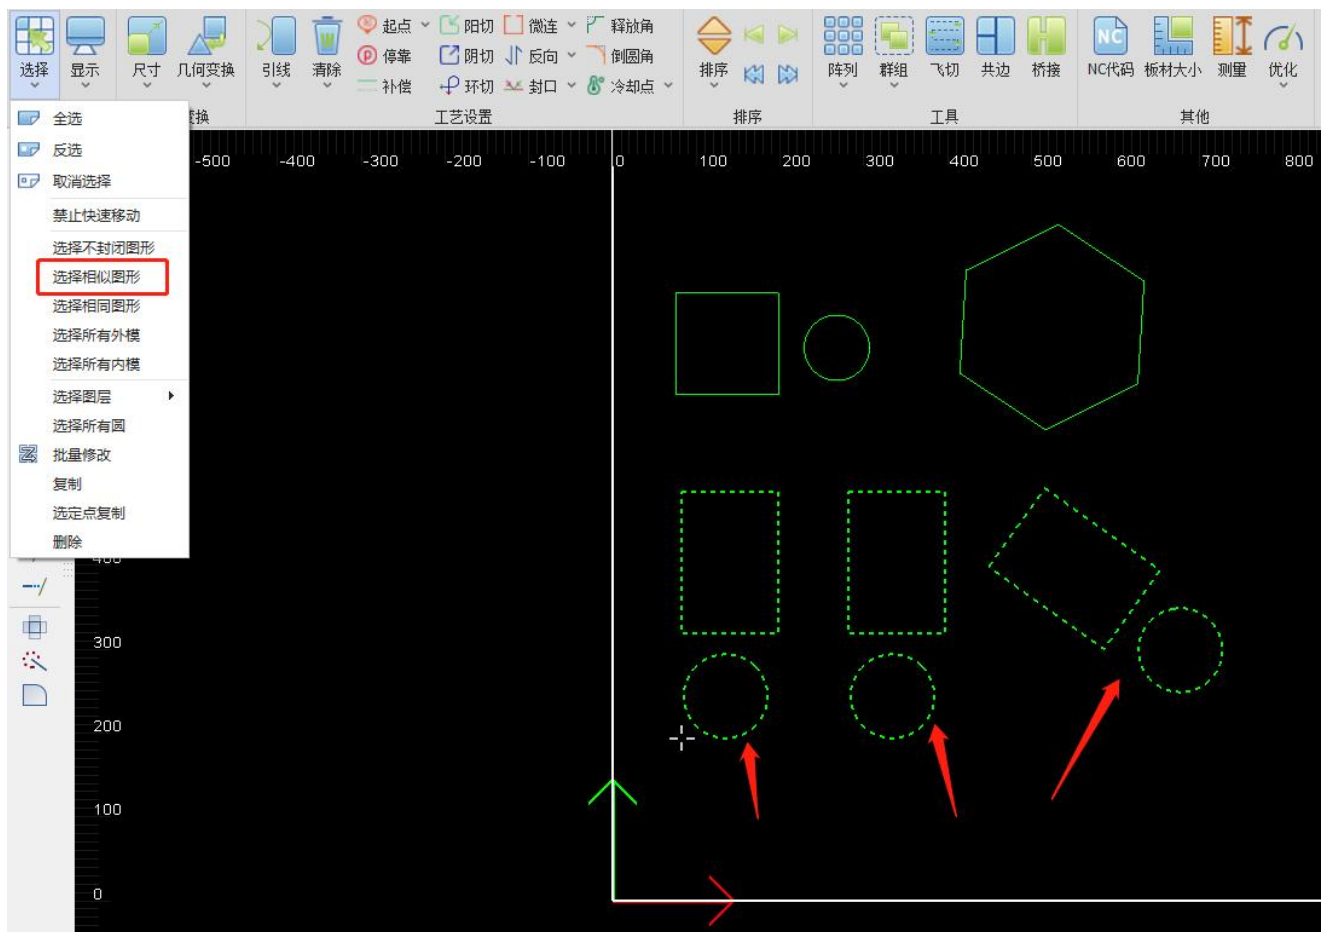 起点 阳切 微连 释放角
停靠 阴切 反向 倒圆角
选择 显示 尺寸 几何变换 引线 清除 排序 阵列 群组 飞切 共边 桥接 NC NC代码 板材大小 测量 优化
补偿 环切 封口 冷却点
变换 工艺设置 排序 工具 其他
全选
反选
取消选择
禁止快速移动
选择不封闭图形
选择相似图形
选择相同图形
选择所有外模
选择所有内模
选择图层
选择所有圆
批量修改
复制
选定点复制
删除
-500 -400 -300 -200 -100 0 100 200 300 400 500 600 700 800
400
300
200
100
0